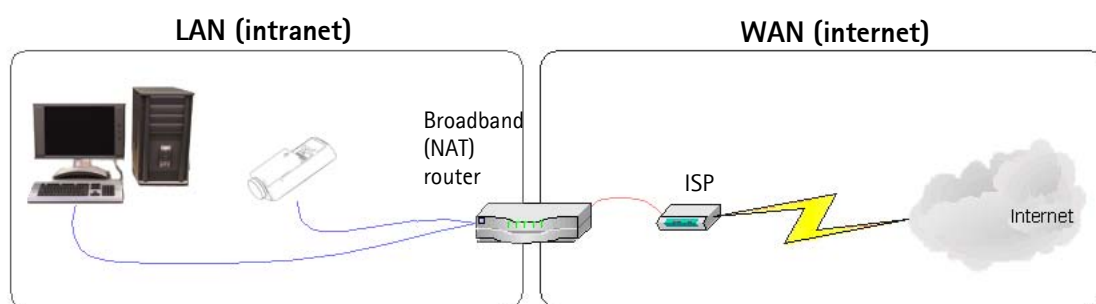 LAN (intranet)
WAN (internet)
Broadband
(NAT)
router
ISP
Internet